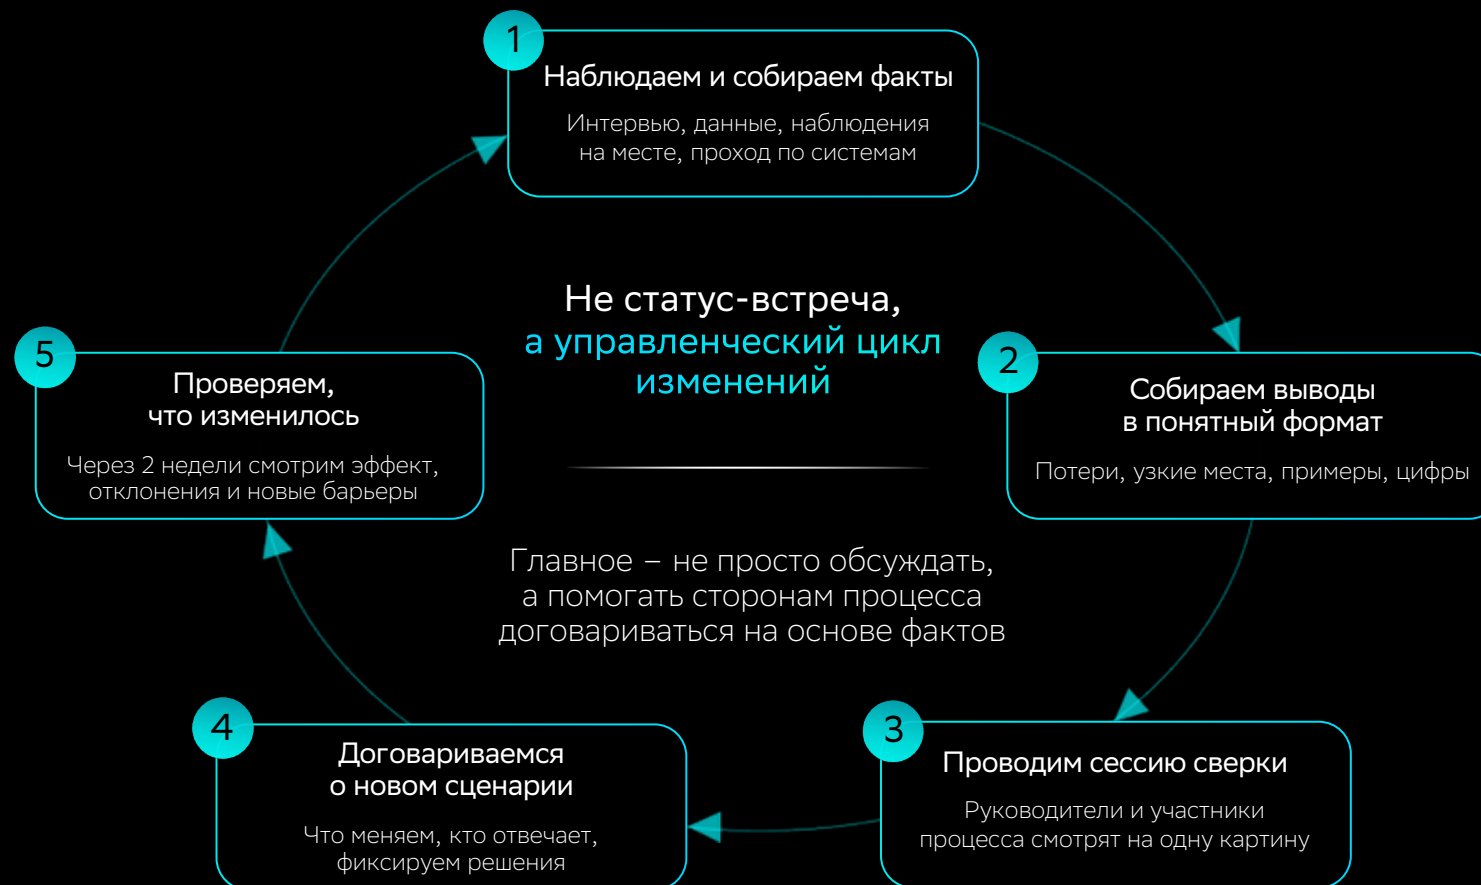 1
Наблюдаем и собираем факты
Интервью, данные, наблюдения
на месте, проход по системам
Не статус-встреча,
а управленческий цикл
изменений
5
Проверяем,
что изменилось
Через 2 недели смотрим эффект,
отклонения и новые барьеры
2
Собираем выводы
в понятный формат
Потери, узкие места, примеры, цифры
Главное – не просто обсуждать,
а помогать сторонам процесса
договариваться на основе фактов
4
Договариваемся
о новом сценарии
Что меняем, кто отвечает,
фиксируем решения
3
Проводим сессию сверки
Руководители и участники
процесса смотрят на одну картину